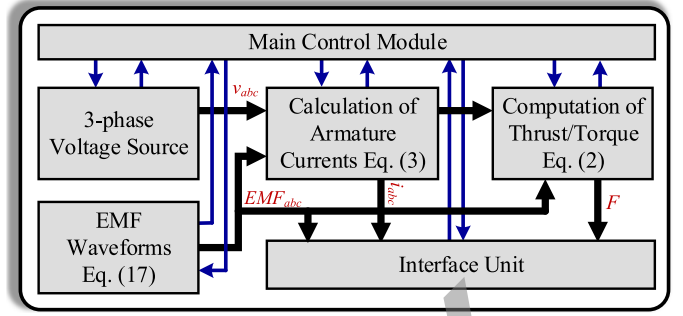 Main Control Module
3-phase
Voltage Source
v_abc
Calculation of
Armature
Currents Eq. (3)
Computation of
Thrust/Torque
Eq. (2)
EMF
Waveforms
Eq. (17)
EMF_abc
i_abc
F
Interface Unit